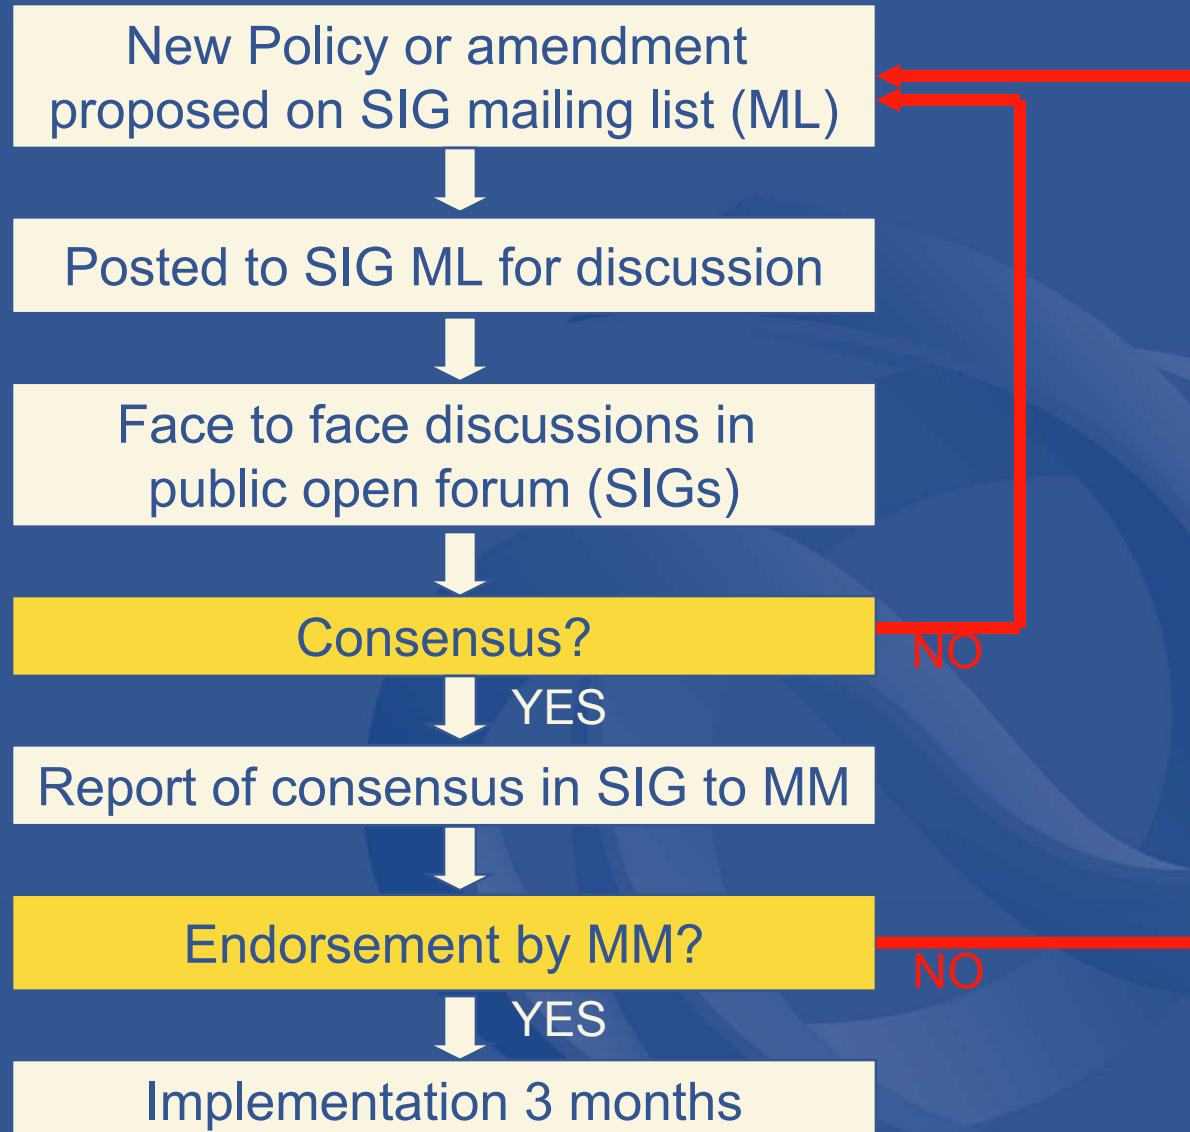 New Policy or amendment
proposed on SIG mailing list (ML)
Posted to SIG ML for discussion
Face to face discussions in
public open forum (SIGs)
Consensus?
NO
YES
Report of consensus in SIG to MM
Endorsement by MM?
NO
YES
Implementation 3 months